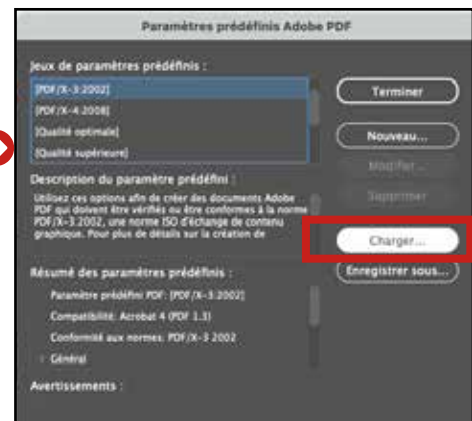 Paramètres prédéfinis Adobe PDF
Jeux de paramètres prédéfinis :
[PDF/X-3:2002]
[PDF/X-4:2008]
[Qualité optimale]
[Qualité supérieure]
Terminer
Nouveau...
Modifier...
Supprimer
Charger...
Enregistrer sous...
Description du paramètre prédéfini :
Utilisez ces options afin de créer des documents Adobe
PDF qui doivent être vérifiés ou être conformes à la norme
PDF/X-3:2002, une norme ISO d'échange de contenu
graphique. Pour plus de détails sur la création de
Résumé des paramètres prédéfinis :
Paramètre prédéfini PDF: [PDF/X-3:2002]
Compatibilité: Acrobat 4 (PDF 1.3)
Conformité aux normes: PDF/X-3 2002
Général
Avertissements :